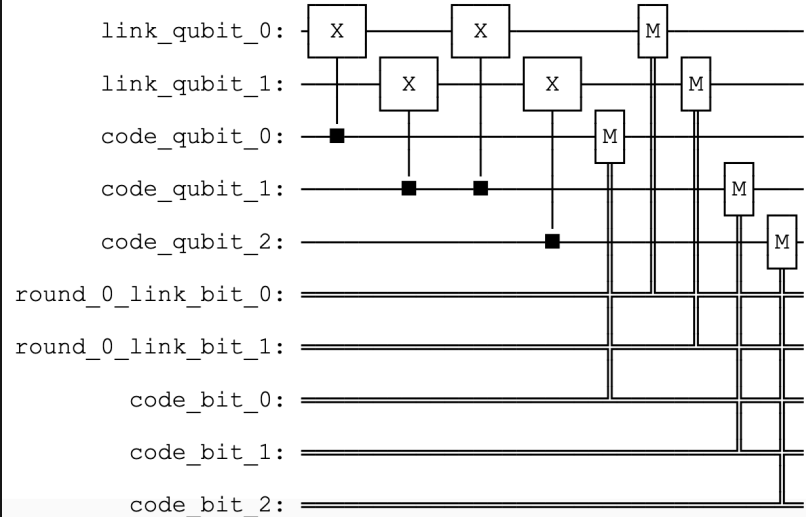 link_qubit_0: X X M
link_qubit_1: X X M
code_qubit_0: M
code_qubit_1: M
code_qubit_2: M
round_0_link_bit_0:
round_0_link_bit_1:
code_bit_0:
code_bit_1:
code_bit_2: